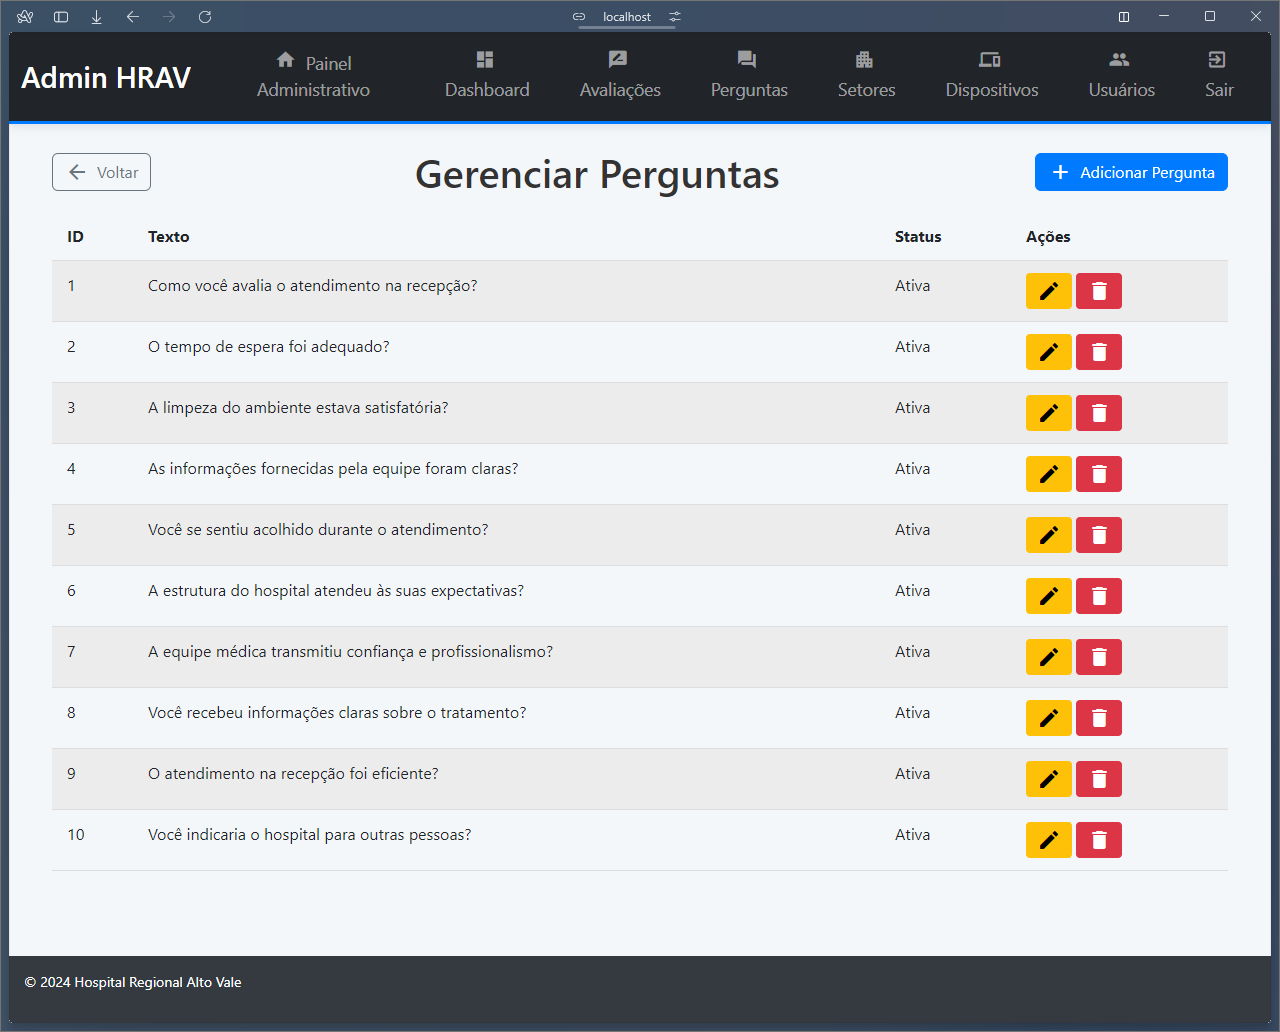 localhost
Admin HRAV
Painel
Administrativo
Dashboard
Avaliações
Perguntas
Setores
Dispositivos
Usuários
Sair
Voltar
Gerenciar Perguntas
Adicionar Pergunta
ID Texto Status Ações
1 Como você avalia o atendimento na recepção? Ativa
2 O tempo de espera foi adequado? Ativa
3 A limpeza do ambiente estava satisfatória? Ativa
4 As informações fornecidas pela equipe foram claras? Ativa
5 Você se sentiu acolhido durante o atendimento? Ativa
6 A estrutura do hospital atendeu às suas expectativas? Ativa
7 A equipe médica transmitiu confiança e profissionalismo? Ativa
8 Você recebeu informações claras sobre o tratamento? Ativa
9 O atendimento na recepção foi eficiente? Ativa
10 Você indicaria o hospital para outras pessoas? Ativa
© 2024 Hospital Regional Alto Vale